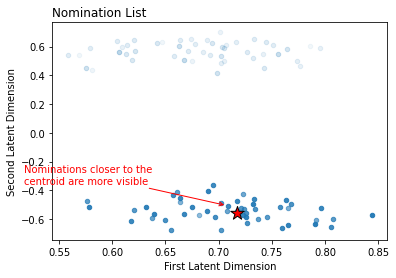 Nomination List
Second Latent Dimension
0.6
0.4
0.2
0.0
−0.2
−0.4
−0.6
Nominations closer to the
centroid are more visible
0.55
0.60
0.65
0.70
0.75
0.80
0.85
First Latent Dimension